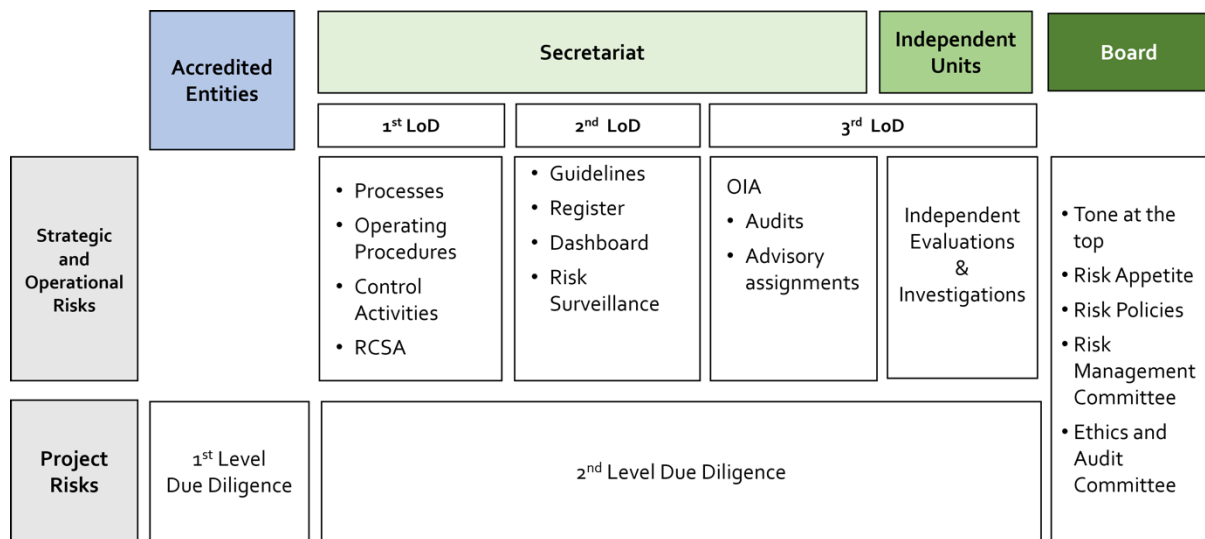 Accredited
Entities
Secretariat
Independent
Units
Board
1st LoD
2nd LoD
3rd LoD
Strategic
and
Operational
Risks
• Processes
• Operating
Procedures
• Control
Activities
• RCSA
• Guidelines
• Register
• Dashboard
• Risk
Surveillance
OIA
• Audits
• Advisory
assignments
Independent
Evaluations
&
Investigations
• Tone at the
top
• Risk Appetite
• Risk Policies
• Risk
Management
Committee
• Ethics and
Audit
Committee
Project
Risks
1st Level
Due Diligence
2nd Level Due Diligence